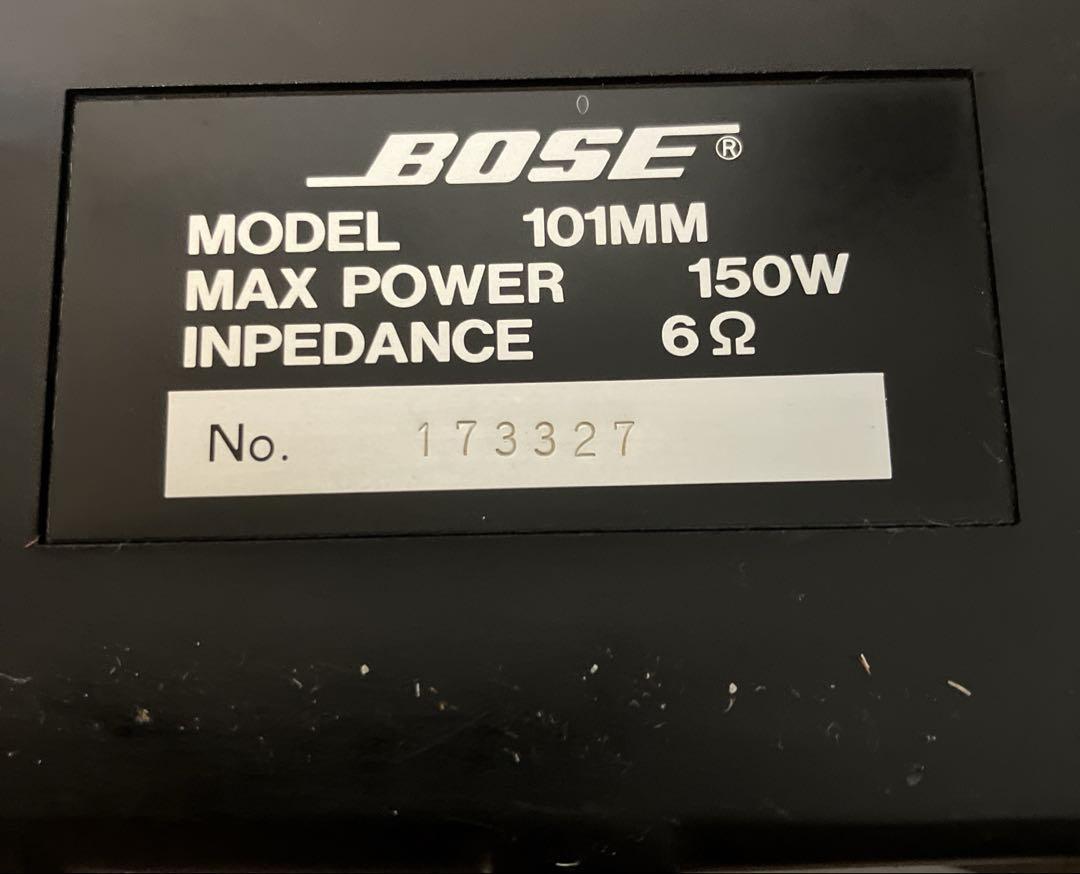 BOSE®
MODEL 101MM
MAX POWER 150W
INPEDANCE 6Ω
No. 173327